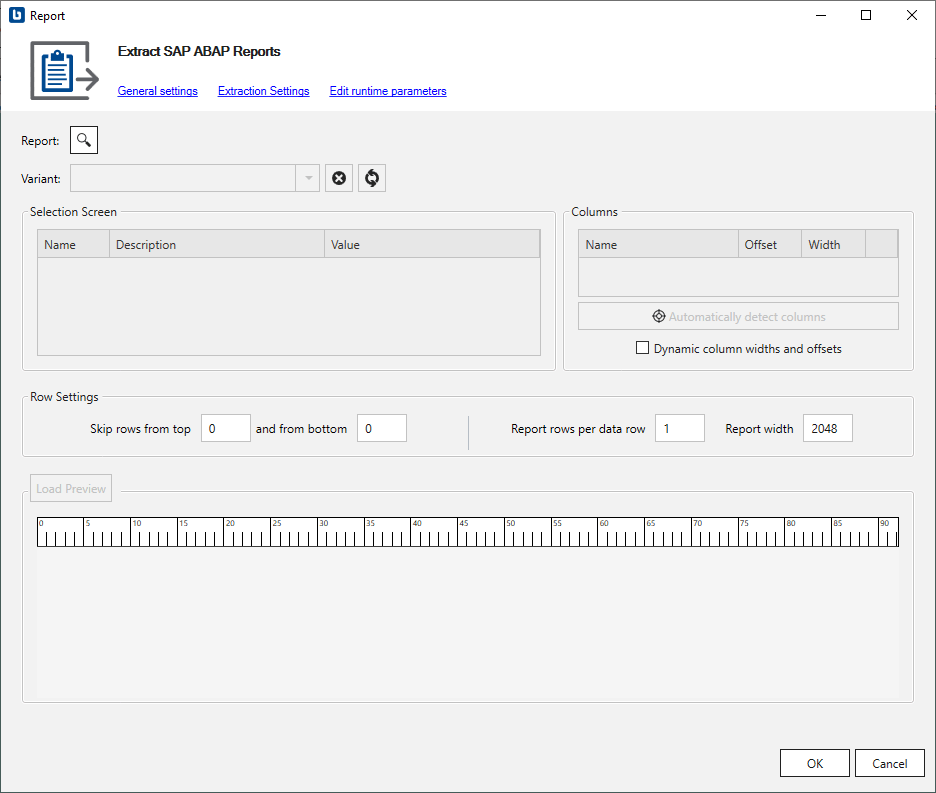 Report
Extract SAP ABAP Reports
General settings Extraction Settings Edit runtime parameters
Report:
Variant:
Selection Screen
Name Description Value
Columns
Name Offset Width
Automatically detect columns
Dynamic column widths and offsets
Row Settings
Skip rows from top 0 and from bottom 0 Report rows per data row 1 Report width 2048
Load Preview
0 5 10 15 20 25 30 35 40 45 50 55 60 65 70 75 80 85 90
OK Cancel